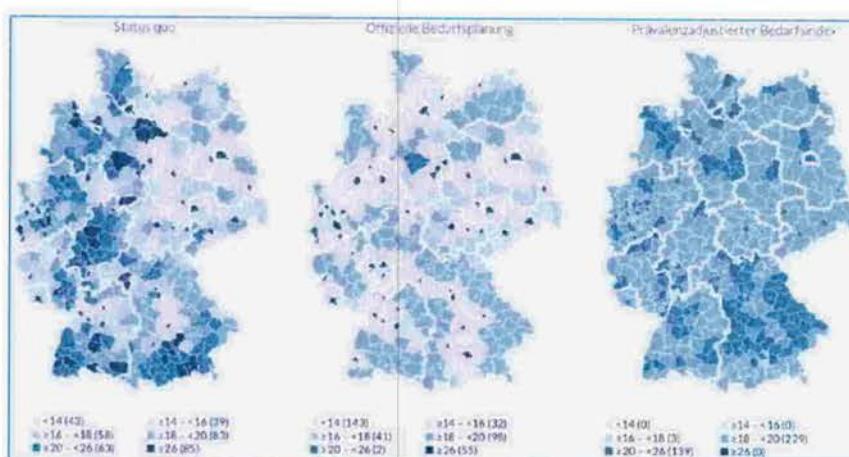 Status quo
Offizielle Bedarfsplanung
Prävalenzadjustierter Bedarfsindex
<14 (43)
≥14 - <16 (39)
≥16 - <18 (58)
≥18 - <20 (83)
≥20 - <26 (63)
≥26 (85)
<14 (143)
≥14 - <16 (32)
≥16 - <18 (41)
≥18 - <20 (98)
≥20 - <26 (2)
≥26 (55)
<14 (0)
≥14 - <16 (0)
≥16 - <18 (3)
≥18 - <20 (229)
≥20 - <26 (139)
≥26 (0)